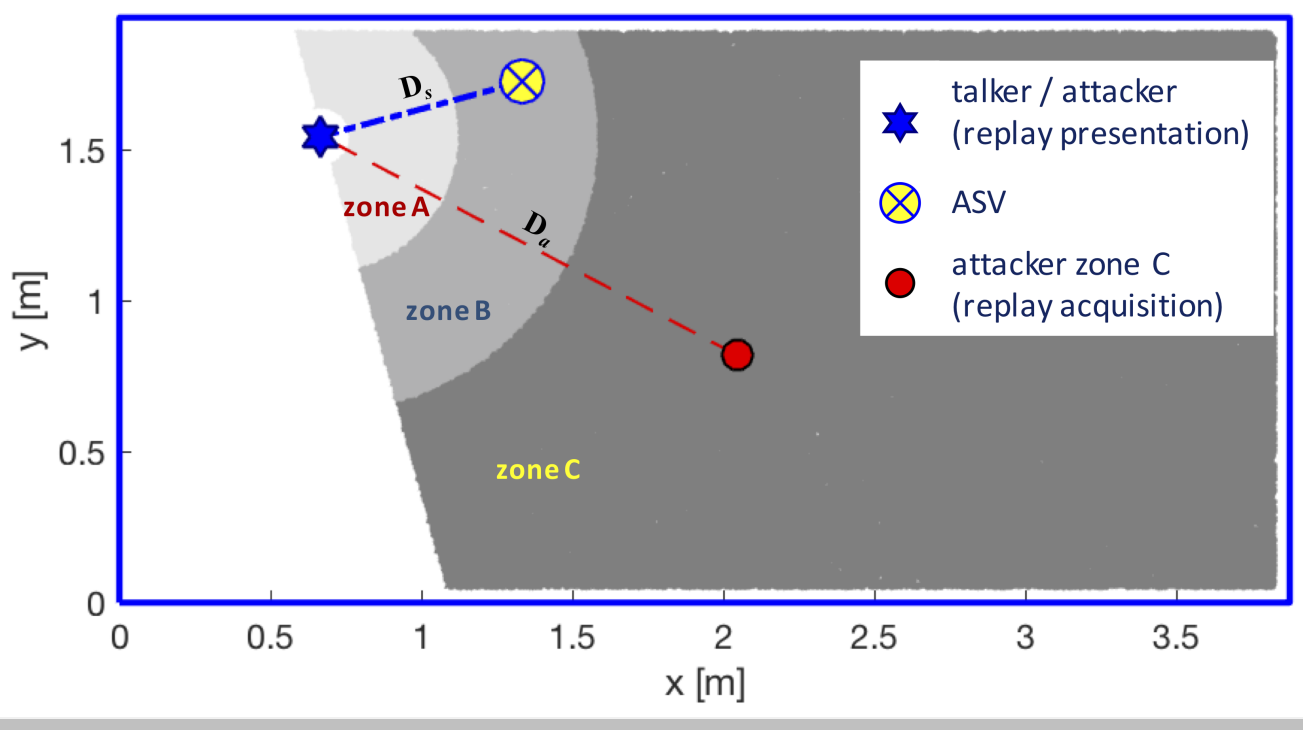 talker / attacker
(replay presentation)
ASV
attacker zone C
(replay acquisition)
Ds
Da
zone A
zone B
zone C
y [m]
1.5
1
0.5
0
0 0.5 1 1.5 2 2.5 3 3.5
x [m]